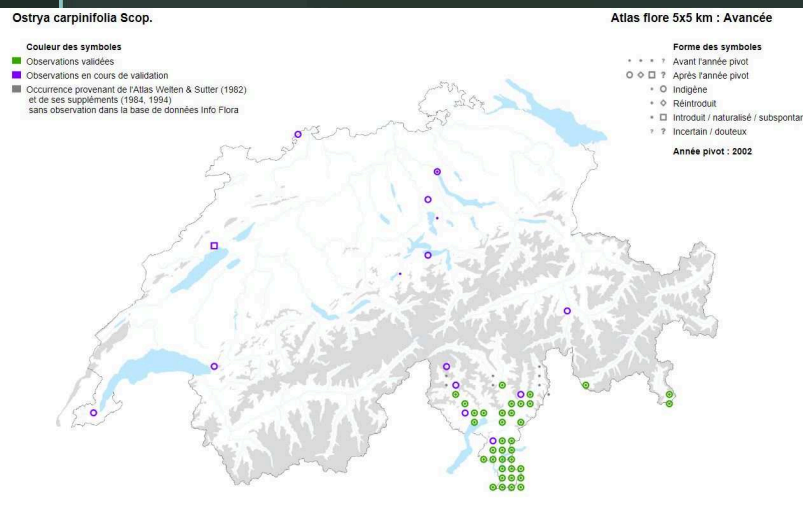 Ostrya carpinifolia Scop.
Atlas flore 5x5 km : Avancée
Couleur des symboles
Observations validées
Observations en cours de validation
Occurrence provenant de l'Atlas Welten & Sutter (1982)
et de ses suppléments (1984, 1994)
sans observation dans la base de données Info Flora
Forme des symboles
? Avant l'année pivot
? Après l'année pivot
Indigène
Réintroduit
Introduit / naturalisé / subspontar
? ? Incertain / douteux
Année pivot : 2002